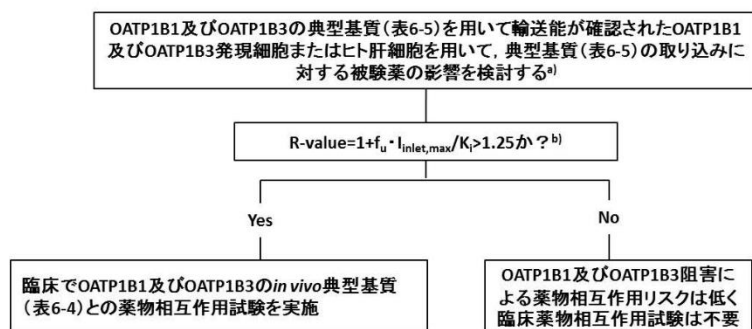 OATP1B1及びOATP1B3の典型基質(表6-5)を用いて輸送能が確認されたOATP1B1
及びOATP1B3発現細胞またはヒト肝細胞を用いて,典型基質(表6-5)の取り込みに
対する被験薬の影響を検討するa)
R-value=1+fu・Iinlet,max/Ki>1.25か?b)
Yes
No
臨床でOATP1B1及びOATP1B3のin vivo典型基質
(表6-4)との薬物相互作用試験を実施
OATP1B1及びOATP1B3阻害に
よる薬物相互作用リスクは低く
臨床薬物相互作用試験は不要